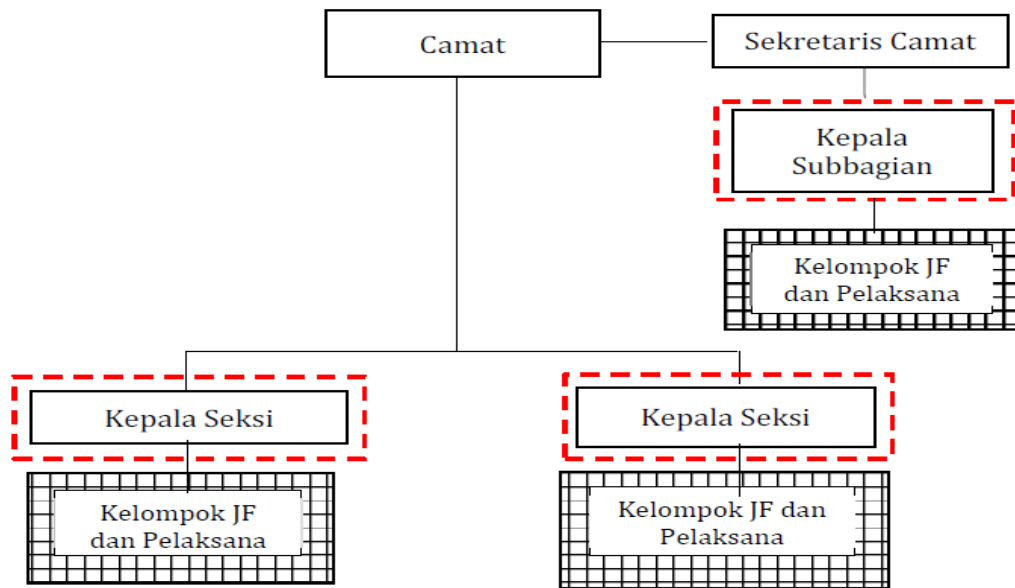 Camat
Sekretaris Camat
Kepala
Subbagian
Kelompok JF
dan Pelaksana
Kepala Seksi
Kelompok JF
dan Pelaksana
Kepala Seksi
Kelompok JF dan
Pelaksana